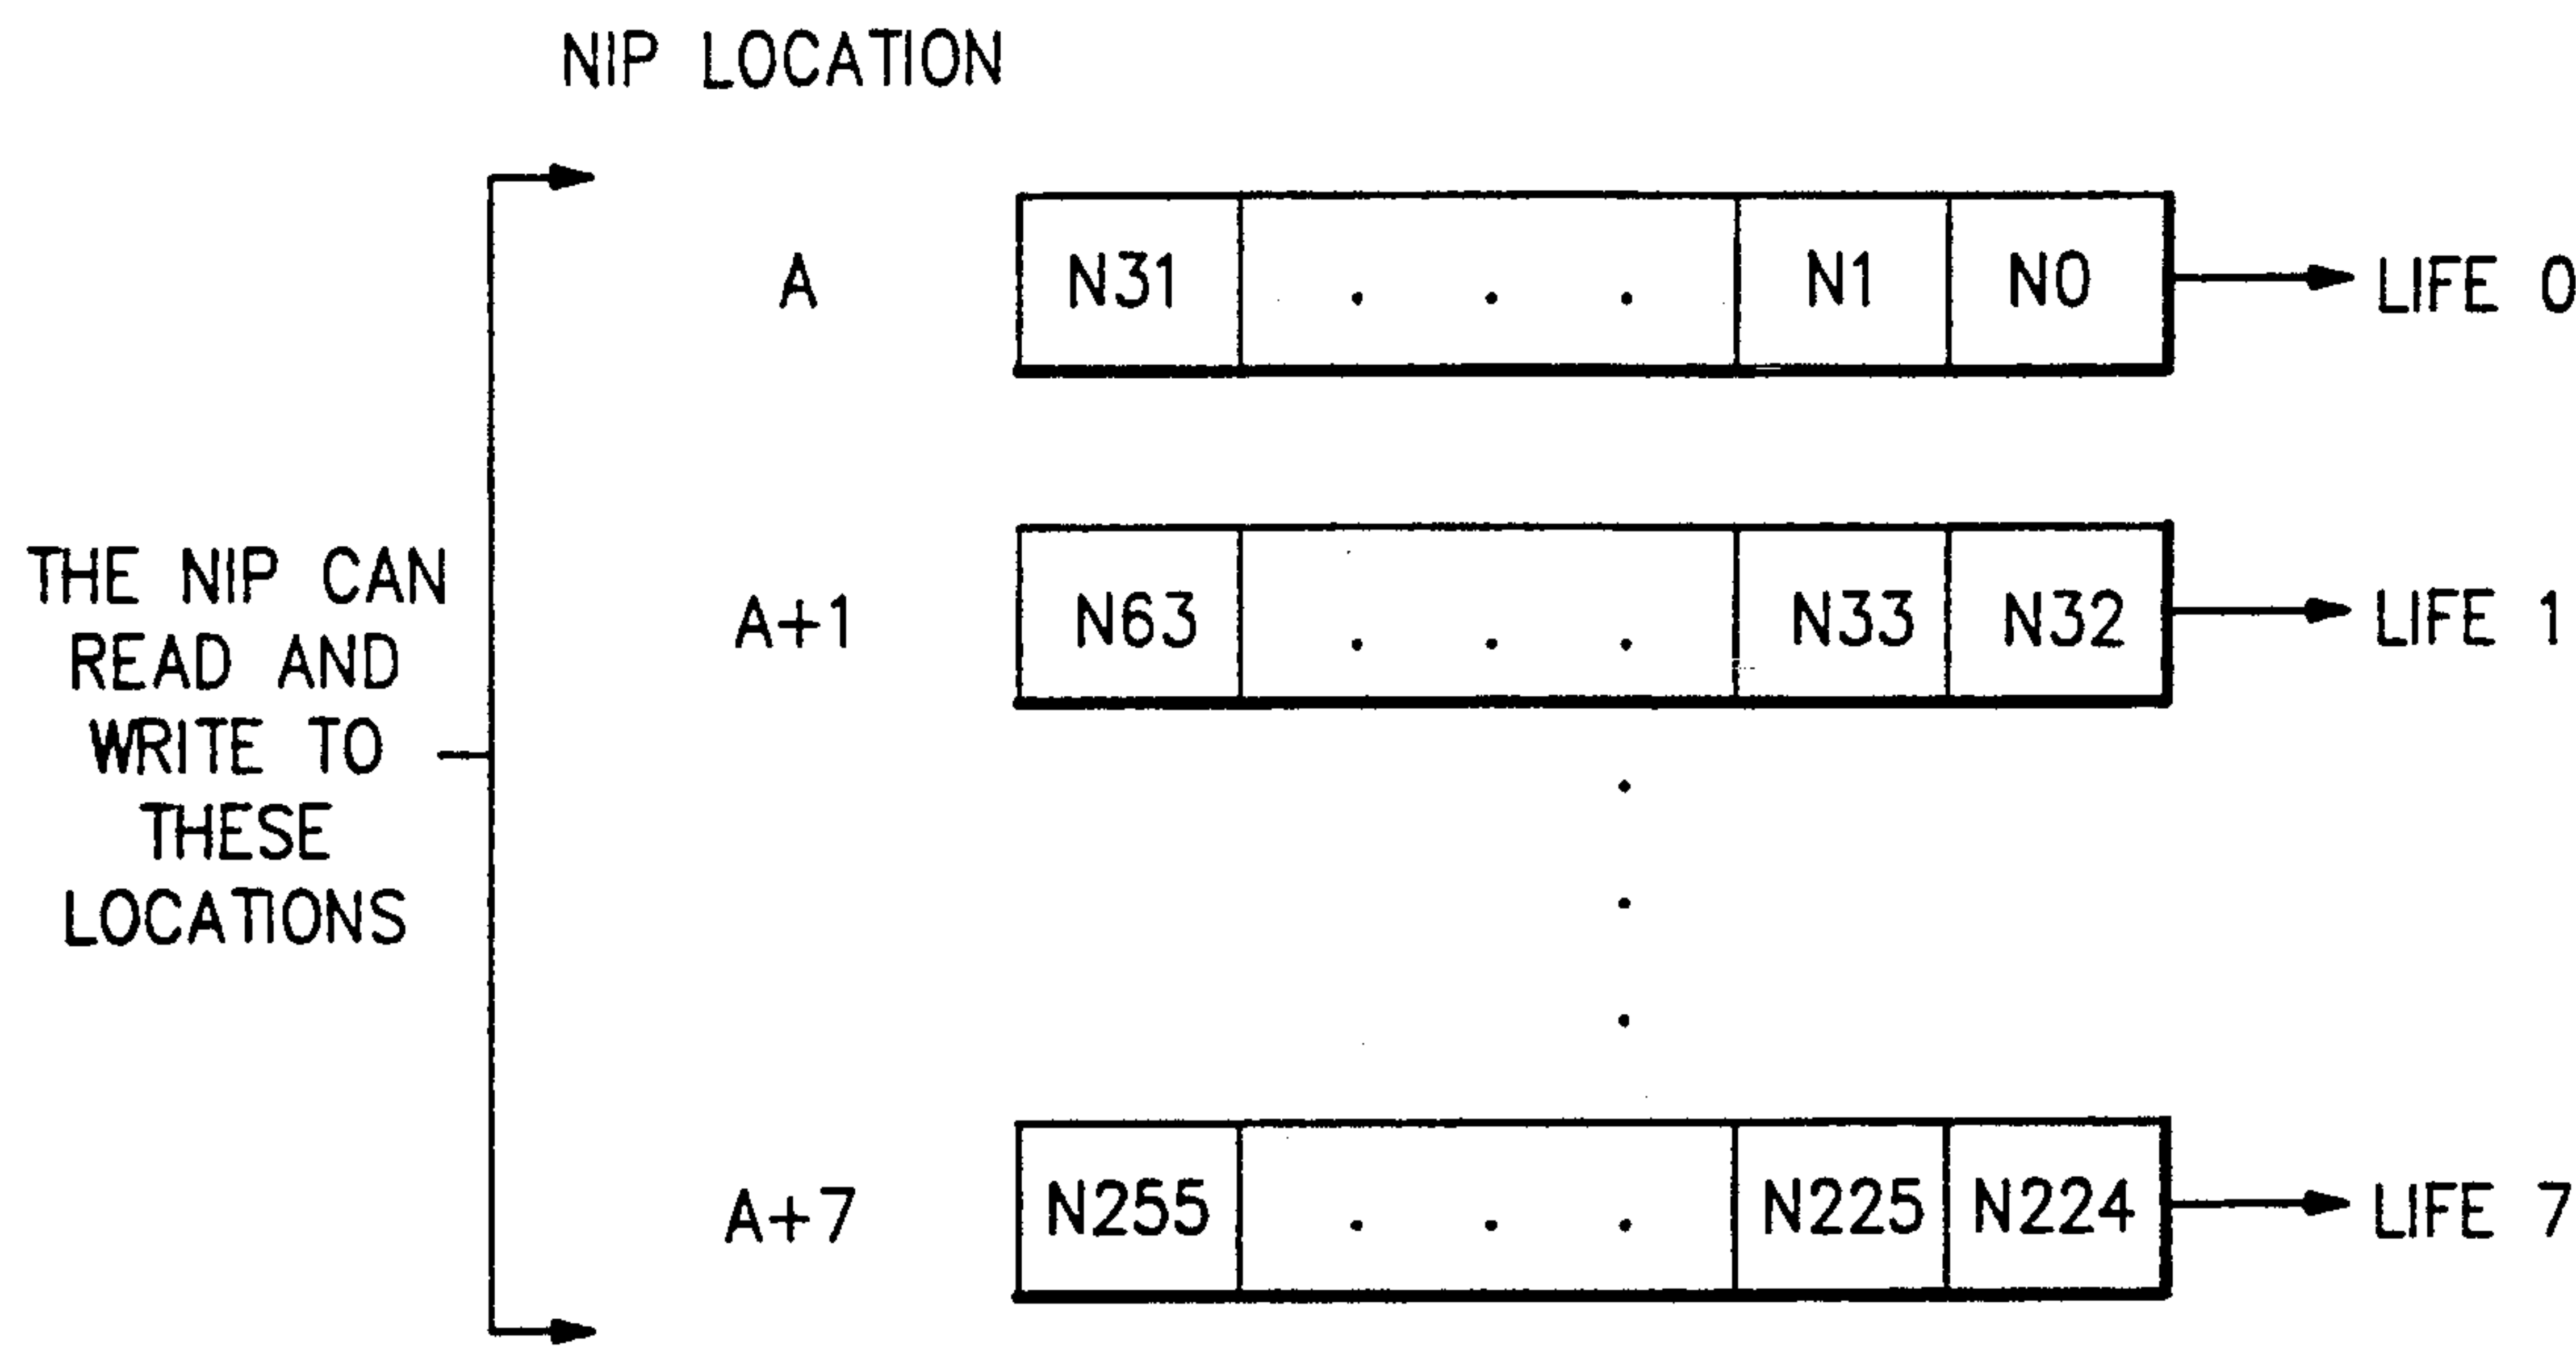 NIP LOCATION
A N31 . . . N1 N0 LIFE 0
A+1 N63 . . . N33 N32 LIFE 1
THE NIP CAN
READ AND
WRITE TO
THESE
LOCATIONS
A+7 N255 . . . N225 N224 LIFE 7